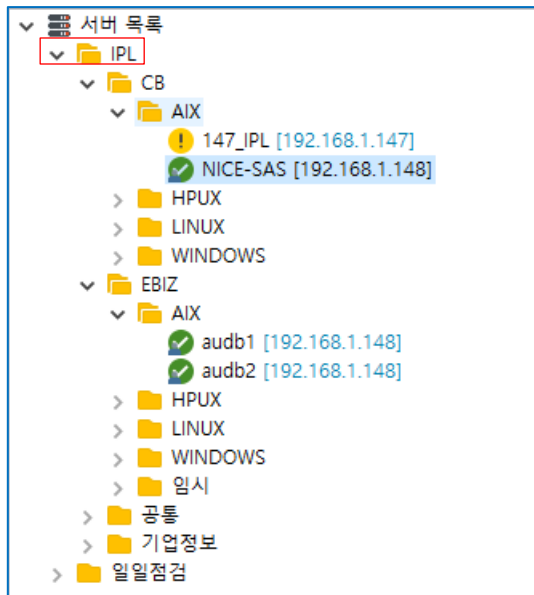 서버 목록
IPL
CB
AIX
147_IPL [192.168.1.147]
NICE-SAS [192.168.1.148]
HPUX
LINUX
WINDOWS
EBIZ
AIX
audb1 [192.168.1.148]
audb2 [192.168.1.148]
HPUX
LINUX
WINDOWS
임시
공통
기업정보
일일점검